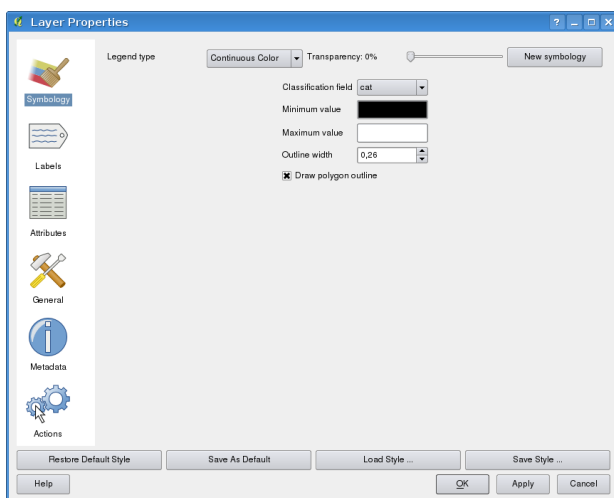 Layer Properties
Legend type
Continuous Color
Transparency: 0%
New symbology
Classification field
cat
Minimum value
Maximum value
Outline width
0,26
Draw polygon outline
Symbology
Labels
Attributes
General
Metadata
Actions
Restore Default Style
Save As Default
Load Style ...
Save Style ...
Help
OK
Apply
Cancel